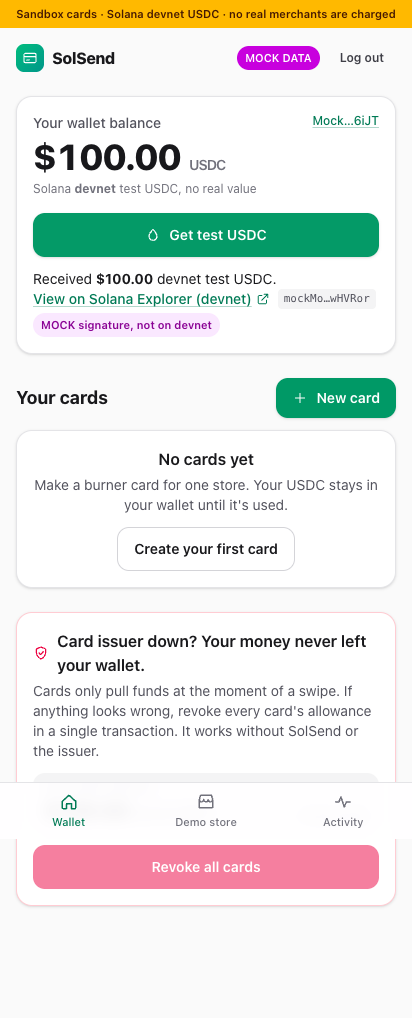 Sandbox cards · Solana devnet USDC · no real merchants are charged
SolSend
MOCK DATA
Log out
Your wallet balance
Mock...6iJT
$100.00 USDC
Solana devnet test USDC, no real value
Get test USDC
Received $100.00 devnet test USDC.
View on Solana Explorer (devnet)
mockMo…wHVRor
MOCK signature, not on devnet
Your cards
New card
No cards yet
Make a burner card for one store. Your USDC stays in
your wallet until it's used.
Create your first card
Card issuer down? Your money never left
your wallet.
Cards only pull funds at the moment of a swipe. If
anything looks wrong, revoke every card's allowance
in a single transaction. It works without SolSend or
the issuer.
Wallet
Demo store
Activity
Revoke all cards